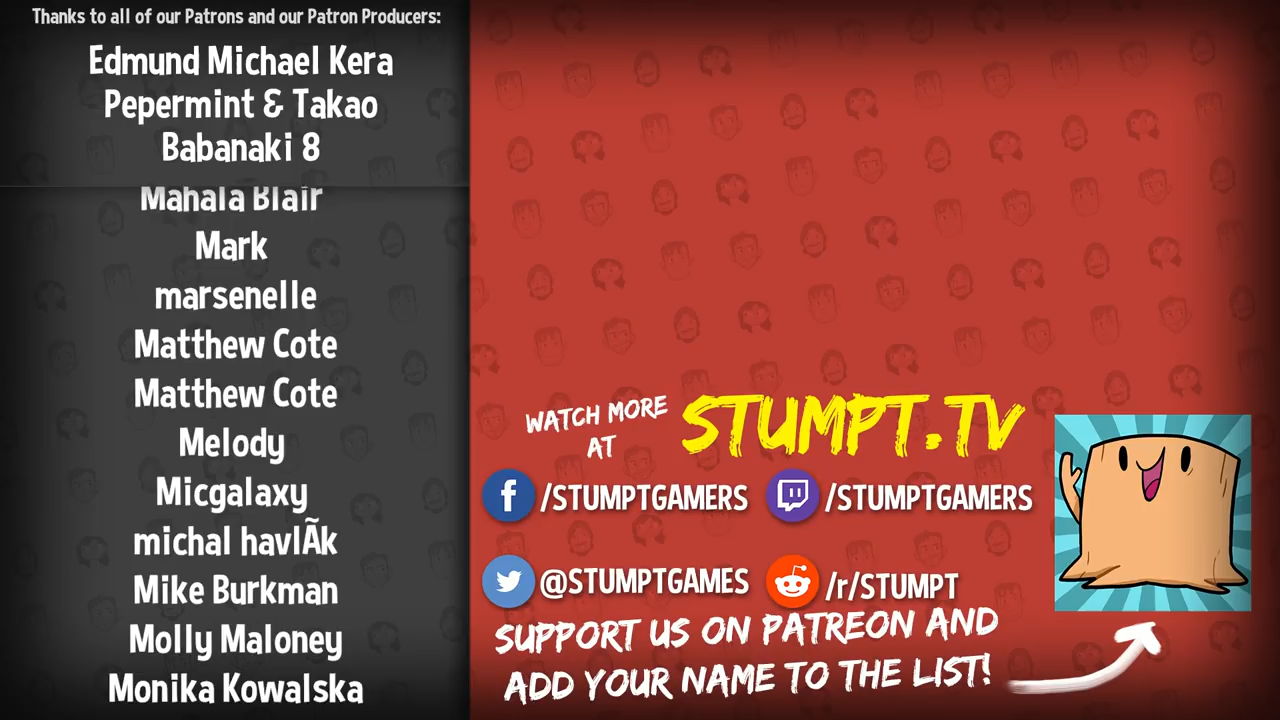 Thanks to all of our Patrons and our Patron Producers:
Edmund Michael Kera
Pepermint & Takao
Babanaki 8
Mahala Blair
Mark
marsenelle
Matthew Cote
Matthew Cote
Melody
Micgalaxy
michal havlÃk
Mike Burkman
Molly Maloney
Monika Kowalska
WATCH MORE
AT
STUMPT.TV
/STUMPTGAMERS
/STUMPTGAMERS
@STUMPTGAMES
/r/STUMPT
SUPPORT US ON PATREON AND
ADD YOUR NAME TO THE LIST!